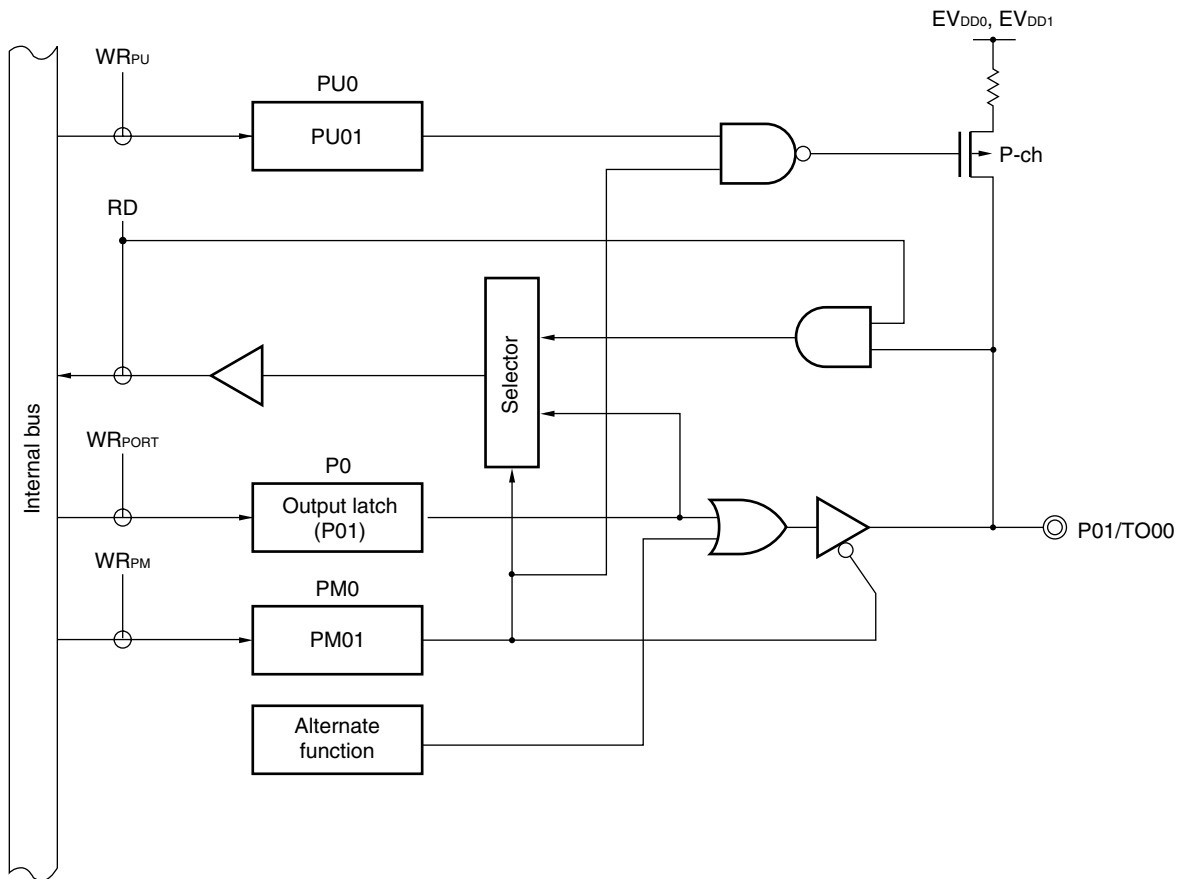 EVDD0, EVDD1
WRPU
PU0
PU01
P-ch
RD
Selector
Internal bus
WRPORT
P0
Output latch
(P01)
P01/TO00
WRPM
PM0
PM01
Alternate
function